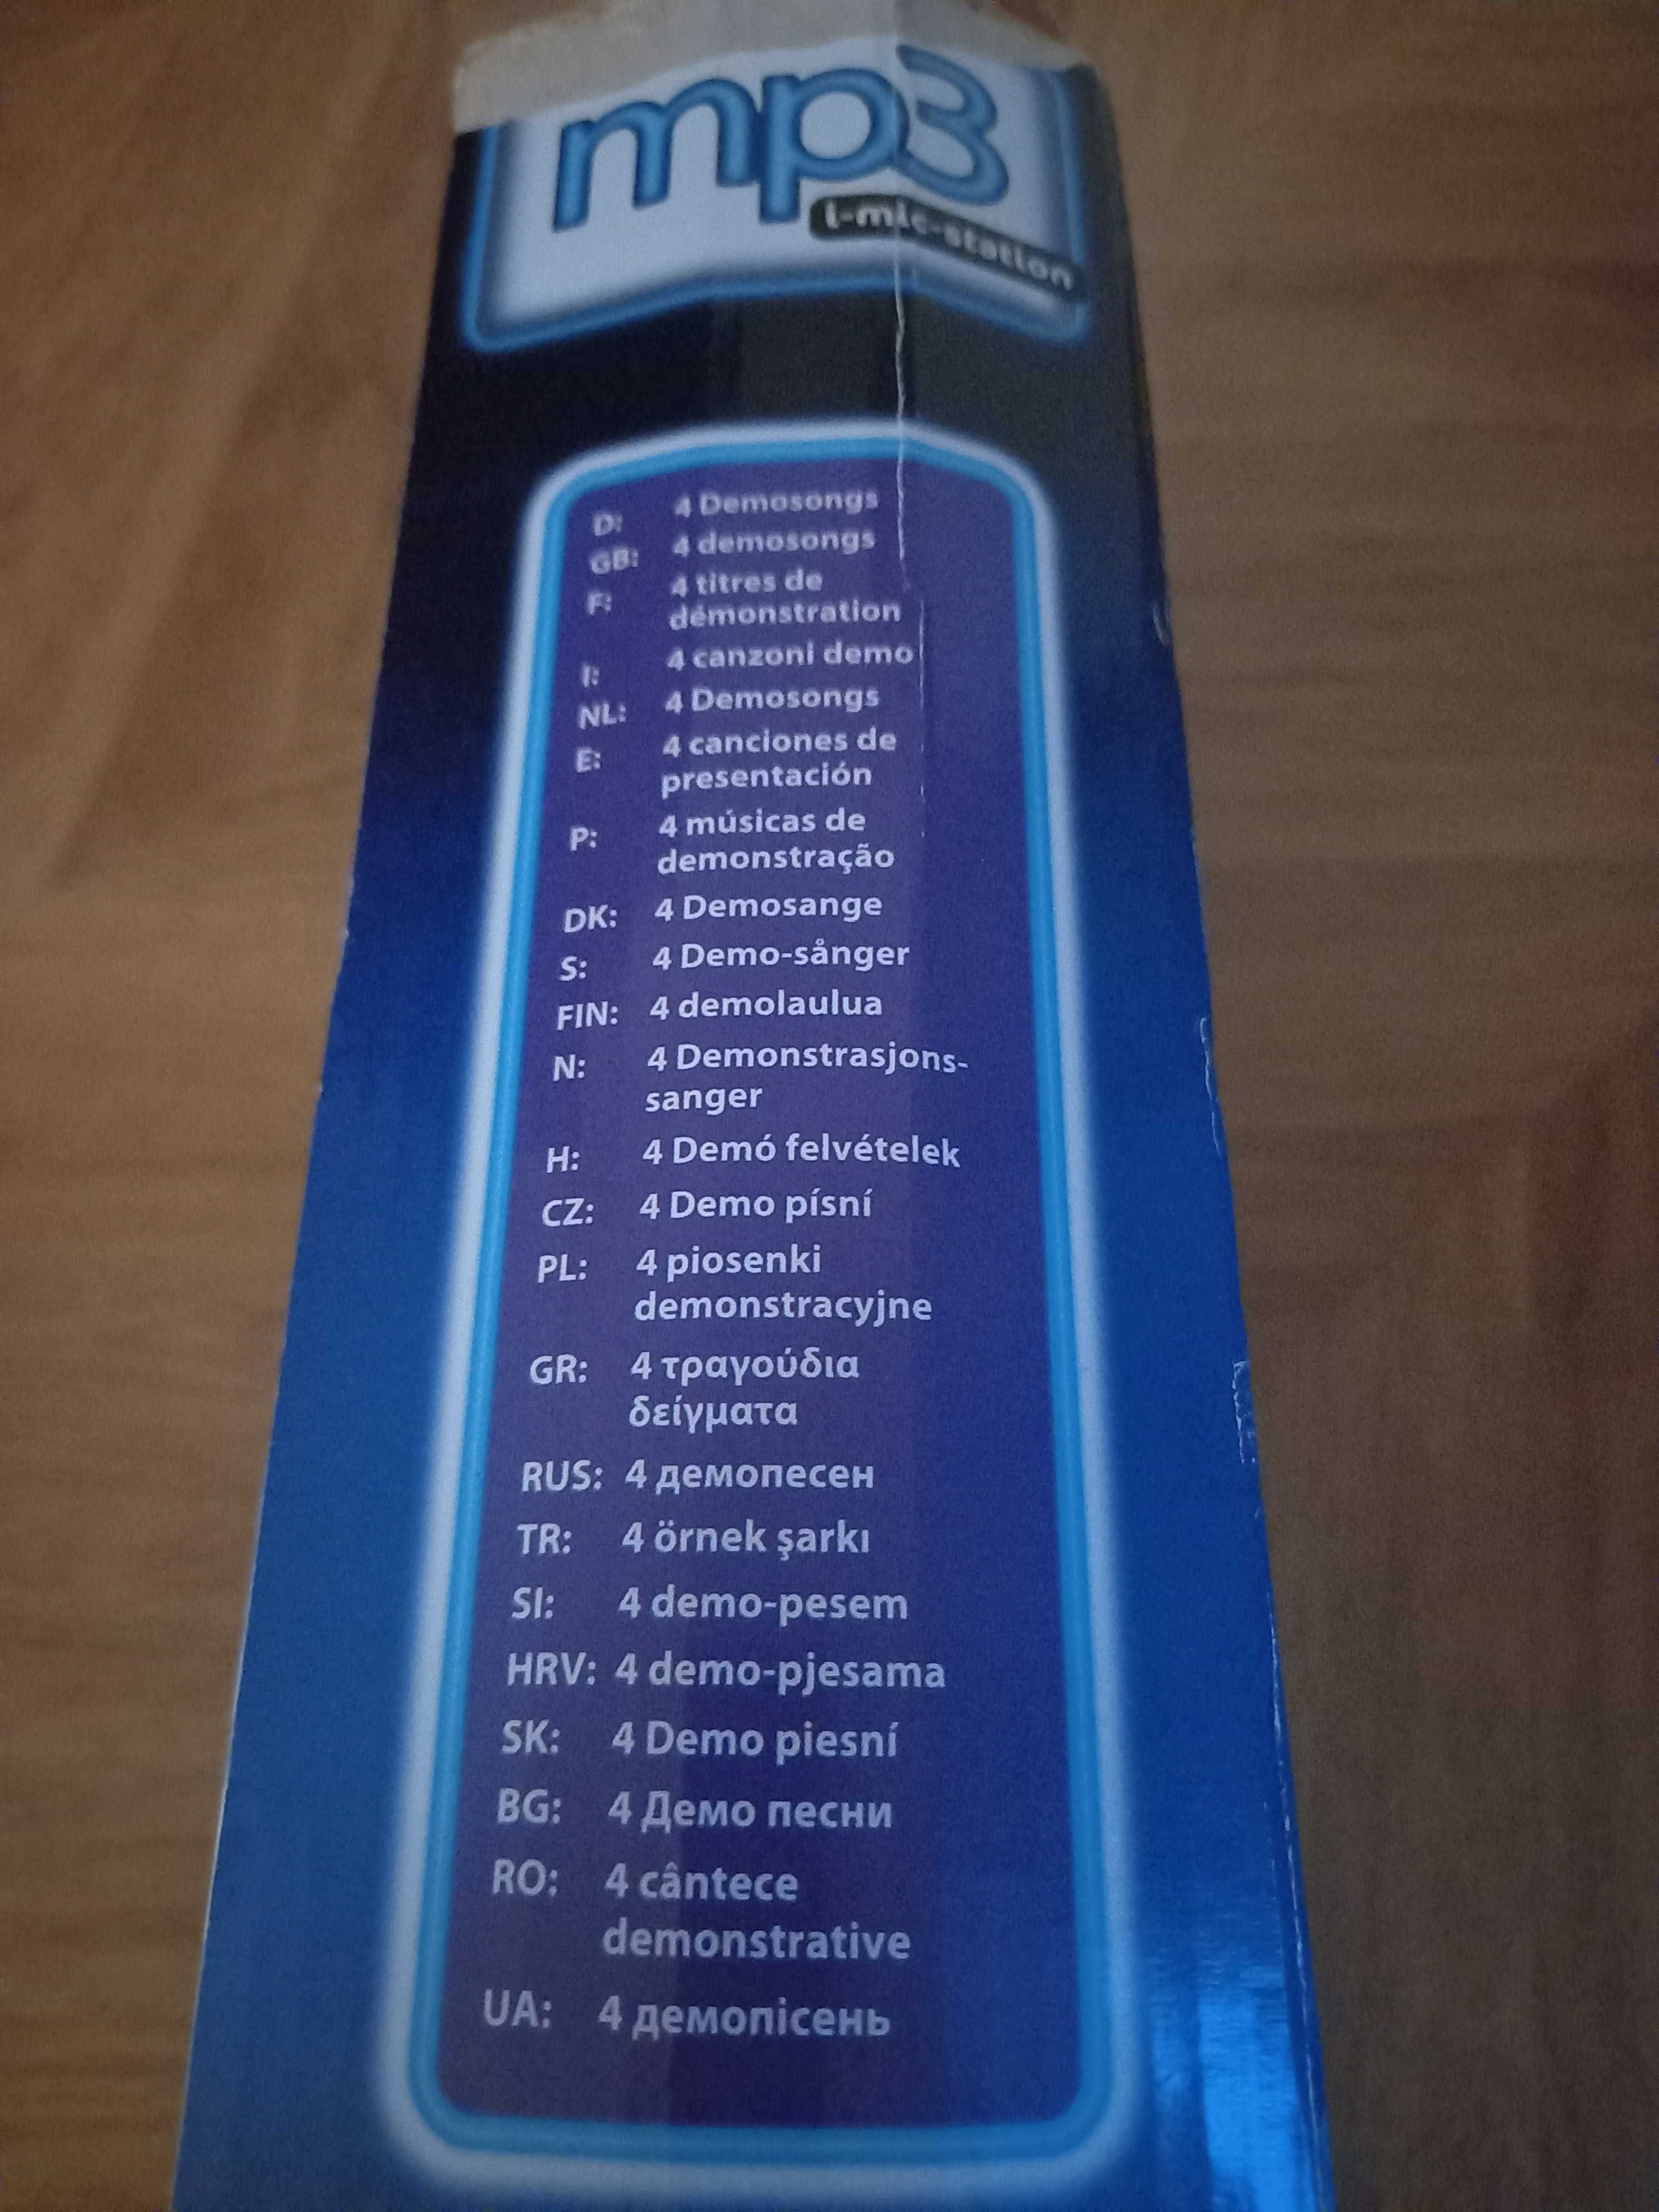 mp3
i-mic-station
D: 4 Demosongs
GB: 4 demosongs
F: 4 titres de
démonstration
I: 4 canzoni demo
NL: 4 Demosongs
E: 4 canciones de
presentación
P: 4 músicas de
demonstração
DK: 4 Demosange
S: 4 Demo-sånger
FIN: 4 demolaulua
N: 4 Demonstrasjons-
sanger
H: 4 Demó felvételek
CZ: 4 Demo písní
PL: 4 piosenki
demonstracyjne
GR: 4 τραγούδια
δείγματα
RUS: 4 демопесен
TR: 4 örnek şarkı
SI: 4 demo-pesem
HRV: 4 demo-pjesama
SK: 4 Demo piesní
BG: 4 Демо песни
RO: 4 cântece
demonstrative
UA: 4 демопісень